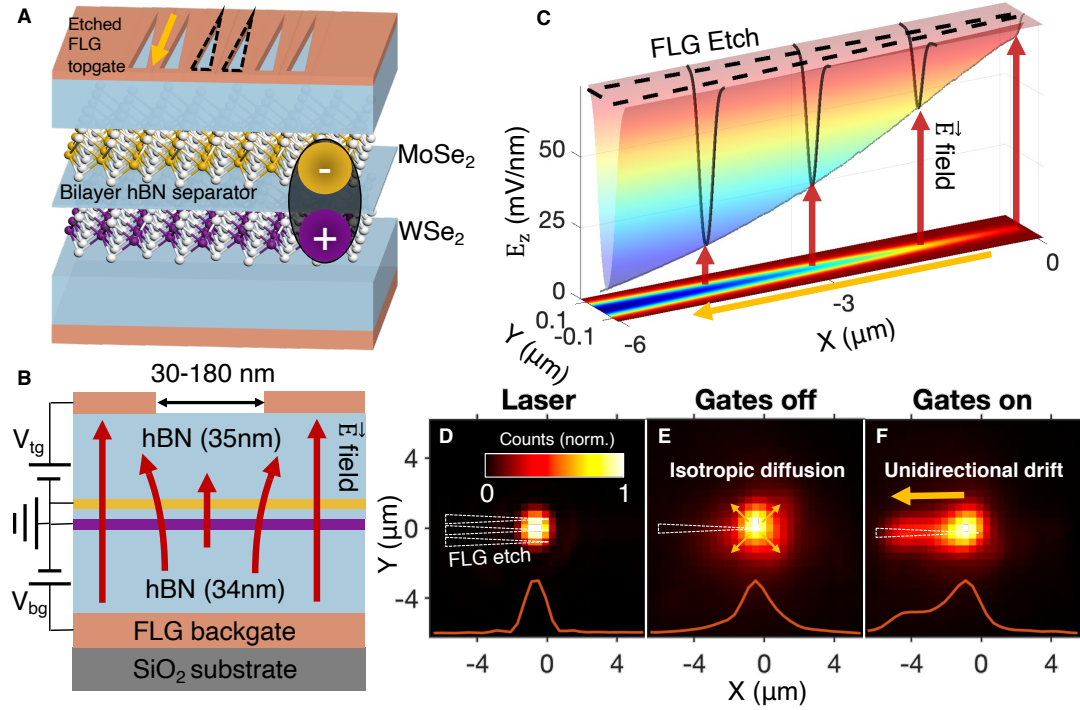 A
Etched
FLG
topgate
MoSe₂
Bilayer hBN separator
-
+
WSe₂
B
30-180 nm
Vtg
hBN (35nm)
E field
hBN (34nm)
Vbg
FLG backgate
SiO₂ substrate
C
FLG Etch
50
25
0
Ez (mV/nm)
E field
0.1
-0.1
Y (µm)
-6
-3
0
X (µm)
Laser
Gates off
Gates on
D
Counts (norm.)
0
1
FLG etch
E
Isotropic diffusion
F
Unidirectional drift
4
0
-4
Y (µm)
-4
0
4
-4
0
4
-4
0
4
X (µm)